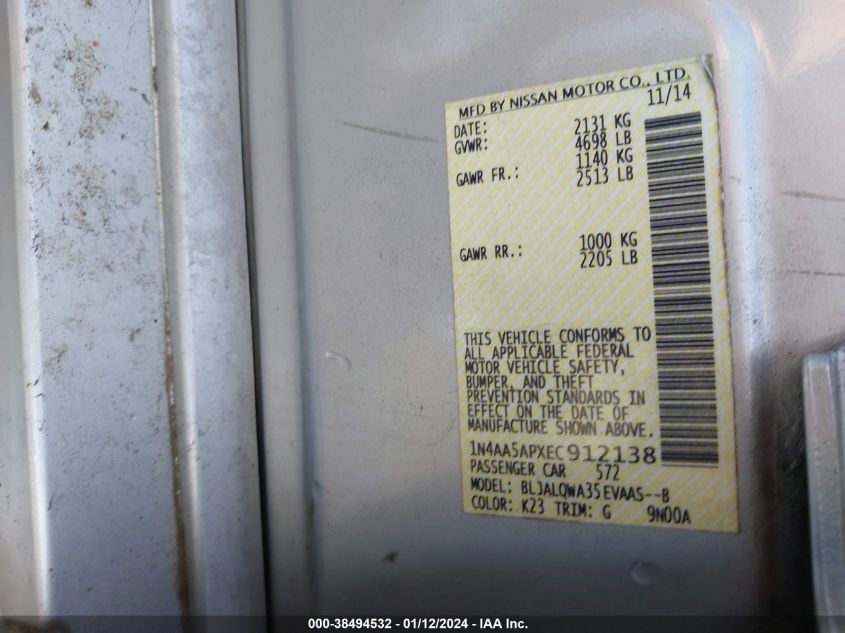 MFD BY NISSAN MOTOR CO., LTD.
DATE: 11/14
GVWR: 2131 KG
4698 LB
GAWR FR.: 1140 KG
2513 LB
GAWR RR.: 1000 KG
2205 LB
THIS VEHICLE CONFORMS TO
ALL APPLICABLE FEDERAL
MOTOR VEHICLE SAFETY,
BUMPER, AND THEFT
PREVENTION STANDARDS IN
EFFECT ON THE DATE OF
MANUFACTURE SHOWN ABOVE.
1N4AA5APXEC912138
PASSENGER CAR 572
MODEL: BLJALQWA35EVAAS--B
COLOR: K23 TRIM: G 9N00A
000-38494532 - 01/12/2024 - IAA Inc.